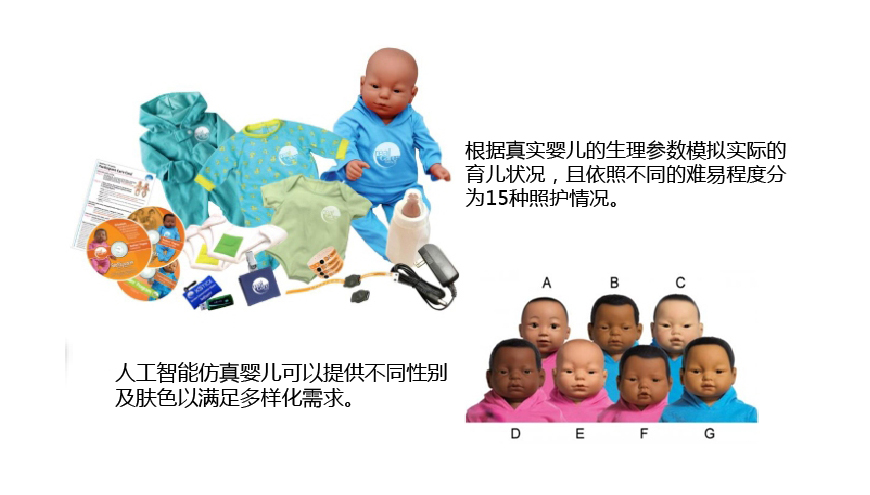 根据真实婴儿的生理参数模拟实际的
育儿状况，且依照不同的难易程度分
为15种照护情况。
A B C
D E F G
人工智能仿真婴儿可以提供不同性别
及肤色以满足多样化需求。